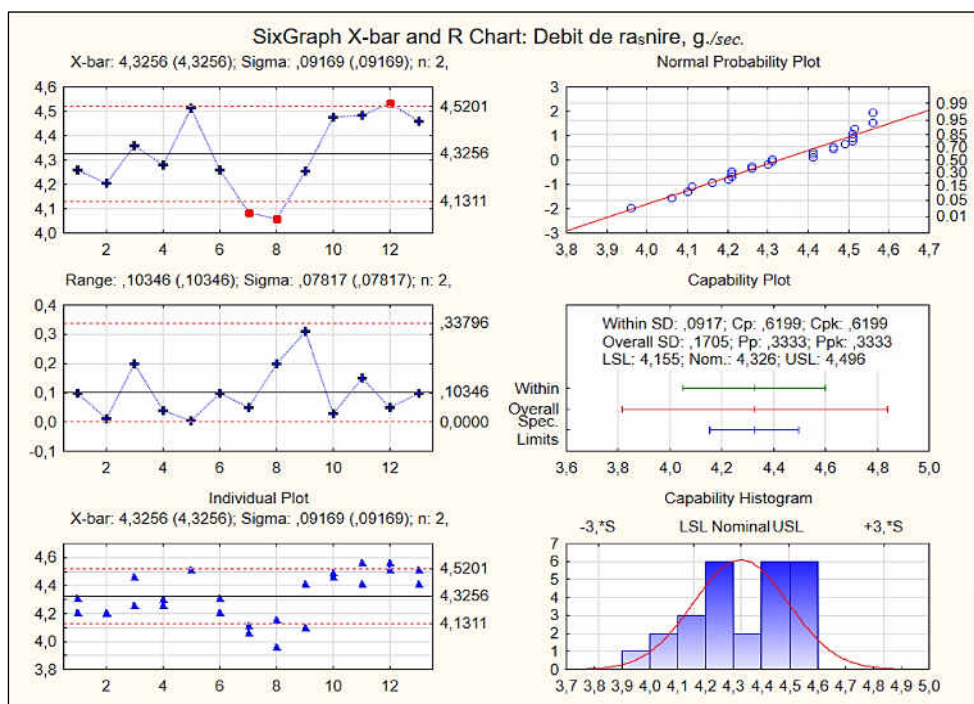 SixGraph X-bar and R Chart: Debit de rasnire, g./sec.
X-bar: 4,3256 (4,3256); Sigma: ,09169 (,09169); n: 2,
4,6
4,5
4,4
4,3
4,2
4,1
4,0
4,5201
4,3256
4,1311
2 4 6 8 10 12
Normal Probability Plot
3
2
1
0
-1
-2
-3
0.99
0.95
0.85
0.70
0.50
0.30
0.15
0.05
0.01
3,8 3,9 4,0 4,1 4,2 4,3 4,4 4,5 4,6 4,7
Range: ,10346 (,10346); Sigma: ,07817 (,07817); n: 2,
0,4
0,3
0,2
0,1
0,0
-0,1
,33796
,10346
0,0000
2 4 6 8 10 12
Capability Plot
Within SD: ,0917; Cp: ,6199; Cpk: ,6199
Overall SD: ,1705; Pp: ,3333; Ppk: ,3333
LSL: 4,155; Nom.: 4,326; USL: 4,496
Within
Overall
Spec.
Limits
3,6 3,8 4,0 4,2 4,4 4,6 4,8 5,0
Individual Plot
X-bar: 4,3256 (4,3256); Sigma: ,09169 (,09169); n: 2,
4,6
4,4
4,2
4,0
3,8
4,5201
4,3256
4,1311
2 4 6 8 10 12
Capability Histogram
-3,*S LSL Nominal USL +3,*S
7
6
5
4
3
2
1
0
3,7 3,8 3,9 4,0 4,1 4,2 4,3 4,4 4,5 4,6 4,7 4,8 4,9 5,0